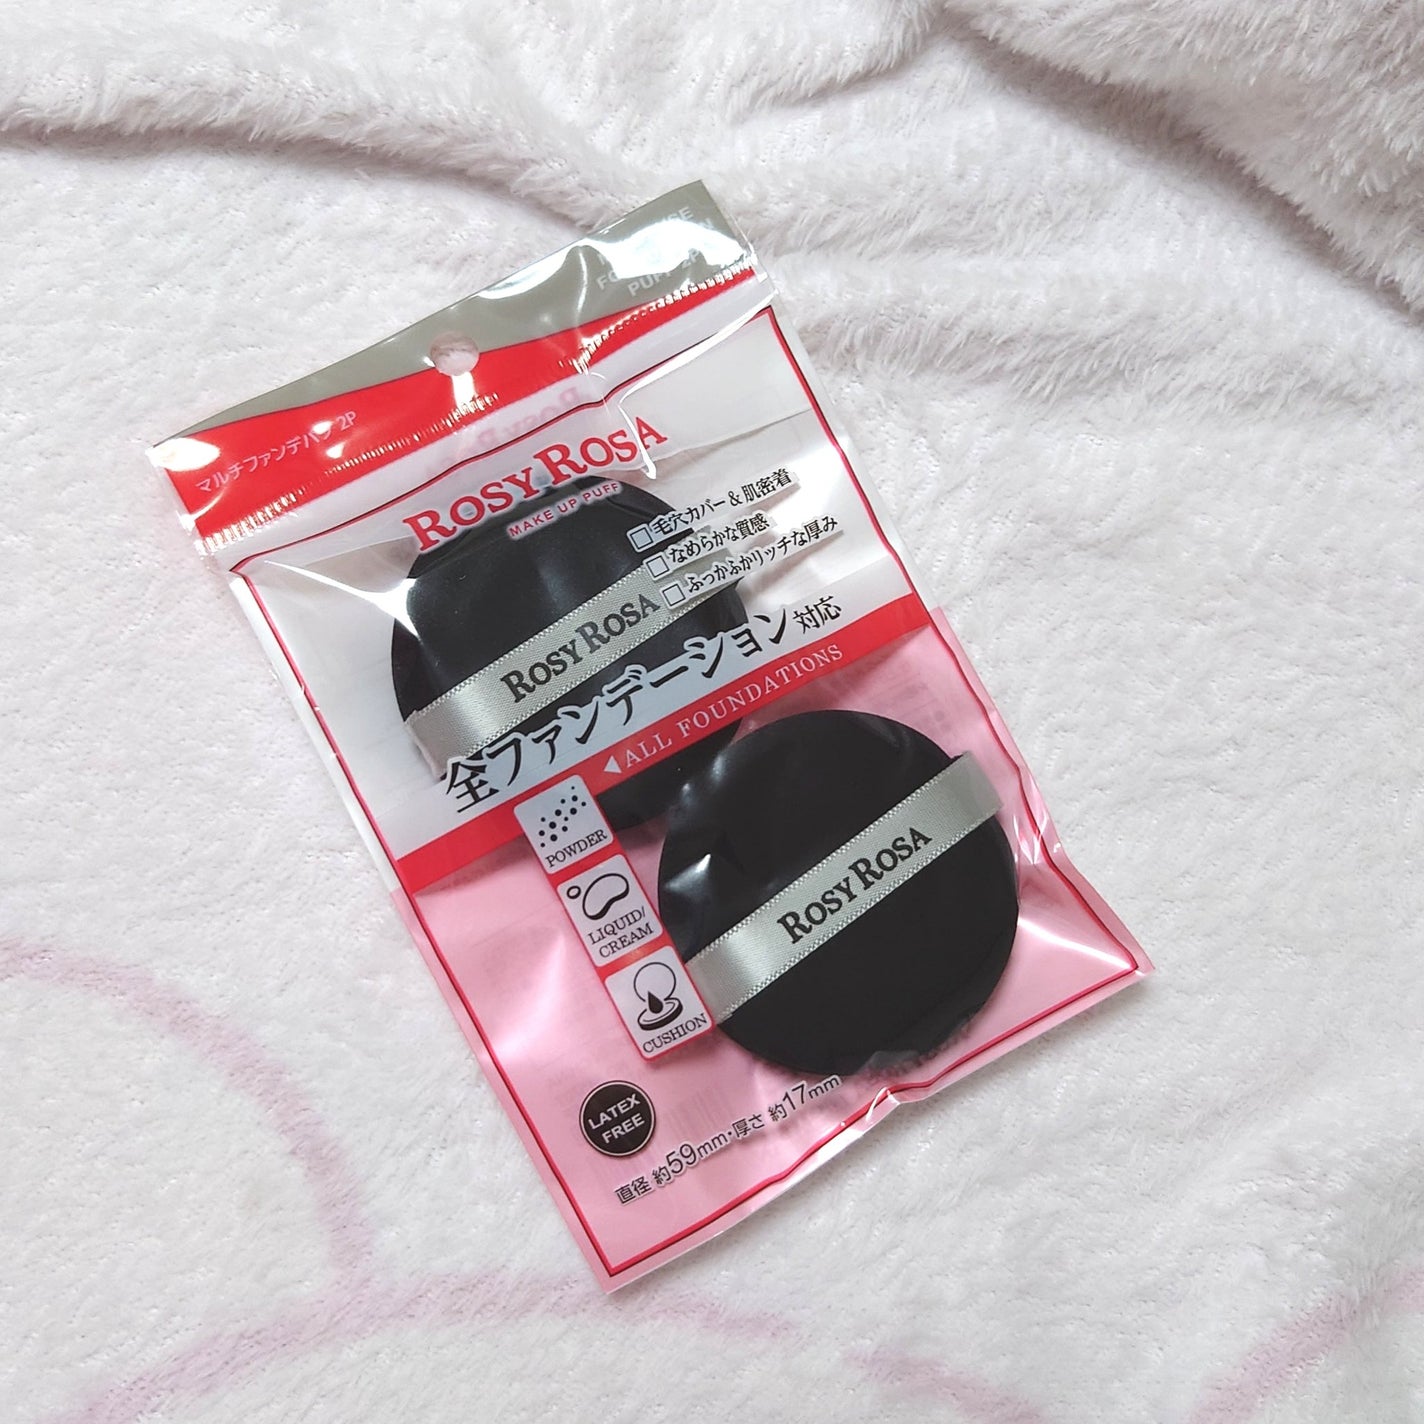 マルチファンデパフ 2P
ROSY ROSA
MAKE UP PUFF
毛穴カバー&肌密着
なめらかな質感
ふっかふかリッチな厚み
ROSY ROSA
全ファンデーション対応
ALL FOUNDATIONS
POWDER
LIQUID/
CREAM
CUSHION
ROSY ROSA
LATEX
FREE
直径 約59mm・厚さ 約17mm